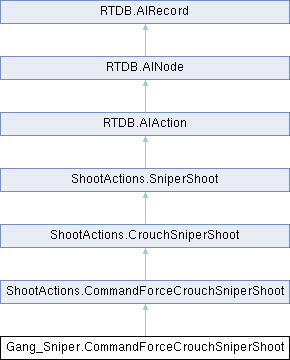 RTDB.AIRecord
RTDB.AINode
RTDB.AIAction
ShootActions.SniperShoot
ShootActions.CrouchSniperShoot
ShootActions.CommandForceCrouchSniperShoot
Gang_Sniper.CommandForceCrouchSniperShoot